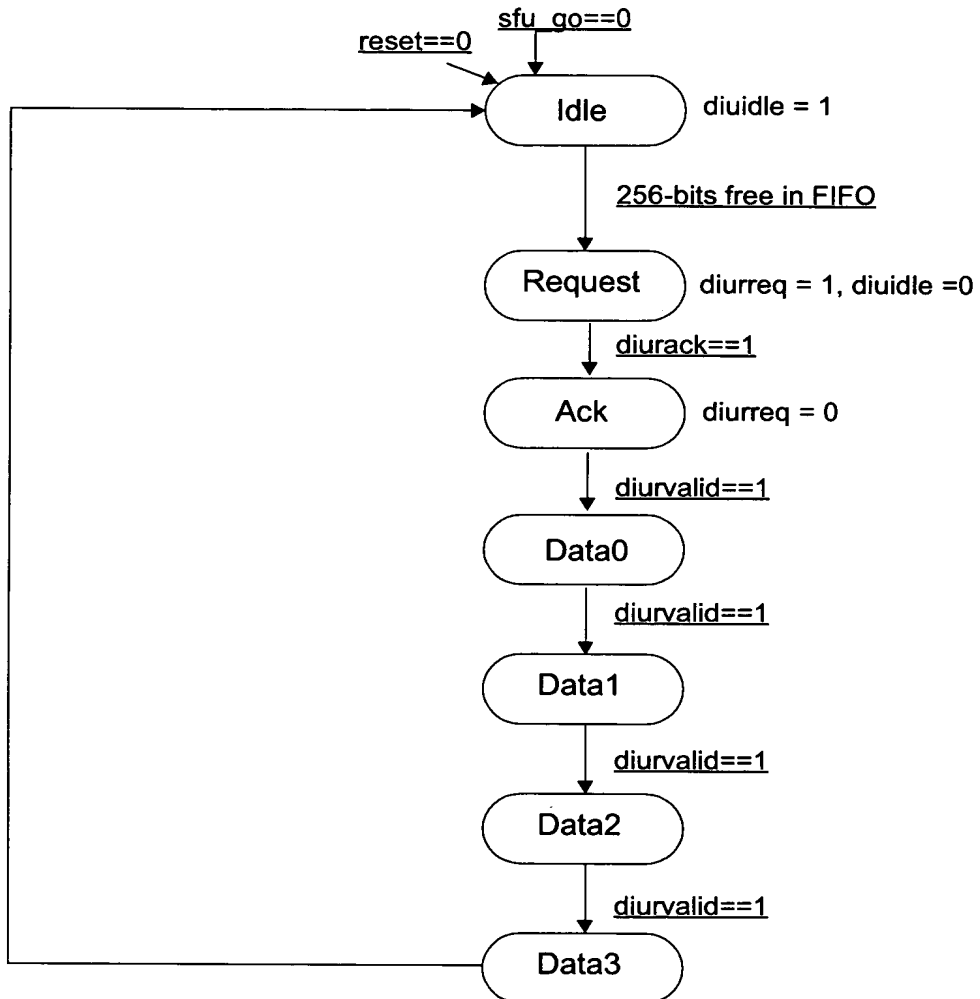 sfu_go==0
reset==0
Idle
diuidle = 1
256-bits free in FIFO
Request
diurreq = 1, diuidle =0
diurack==1
Ack
diurreq = 0
diurvalid==1
Data0
diurvalid==1
Data1
diurvalid==1
Data2
diurvalid==1
Data3